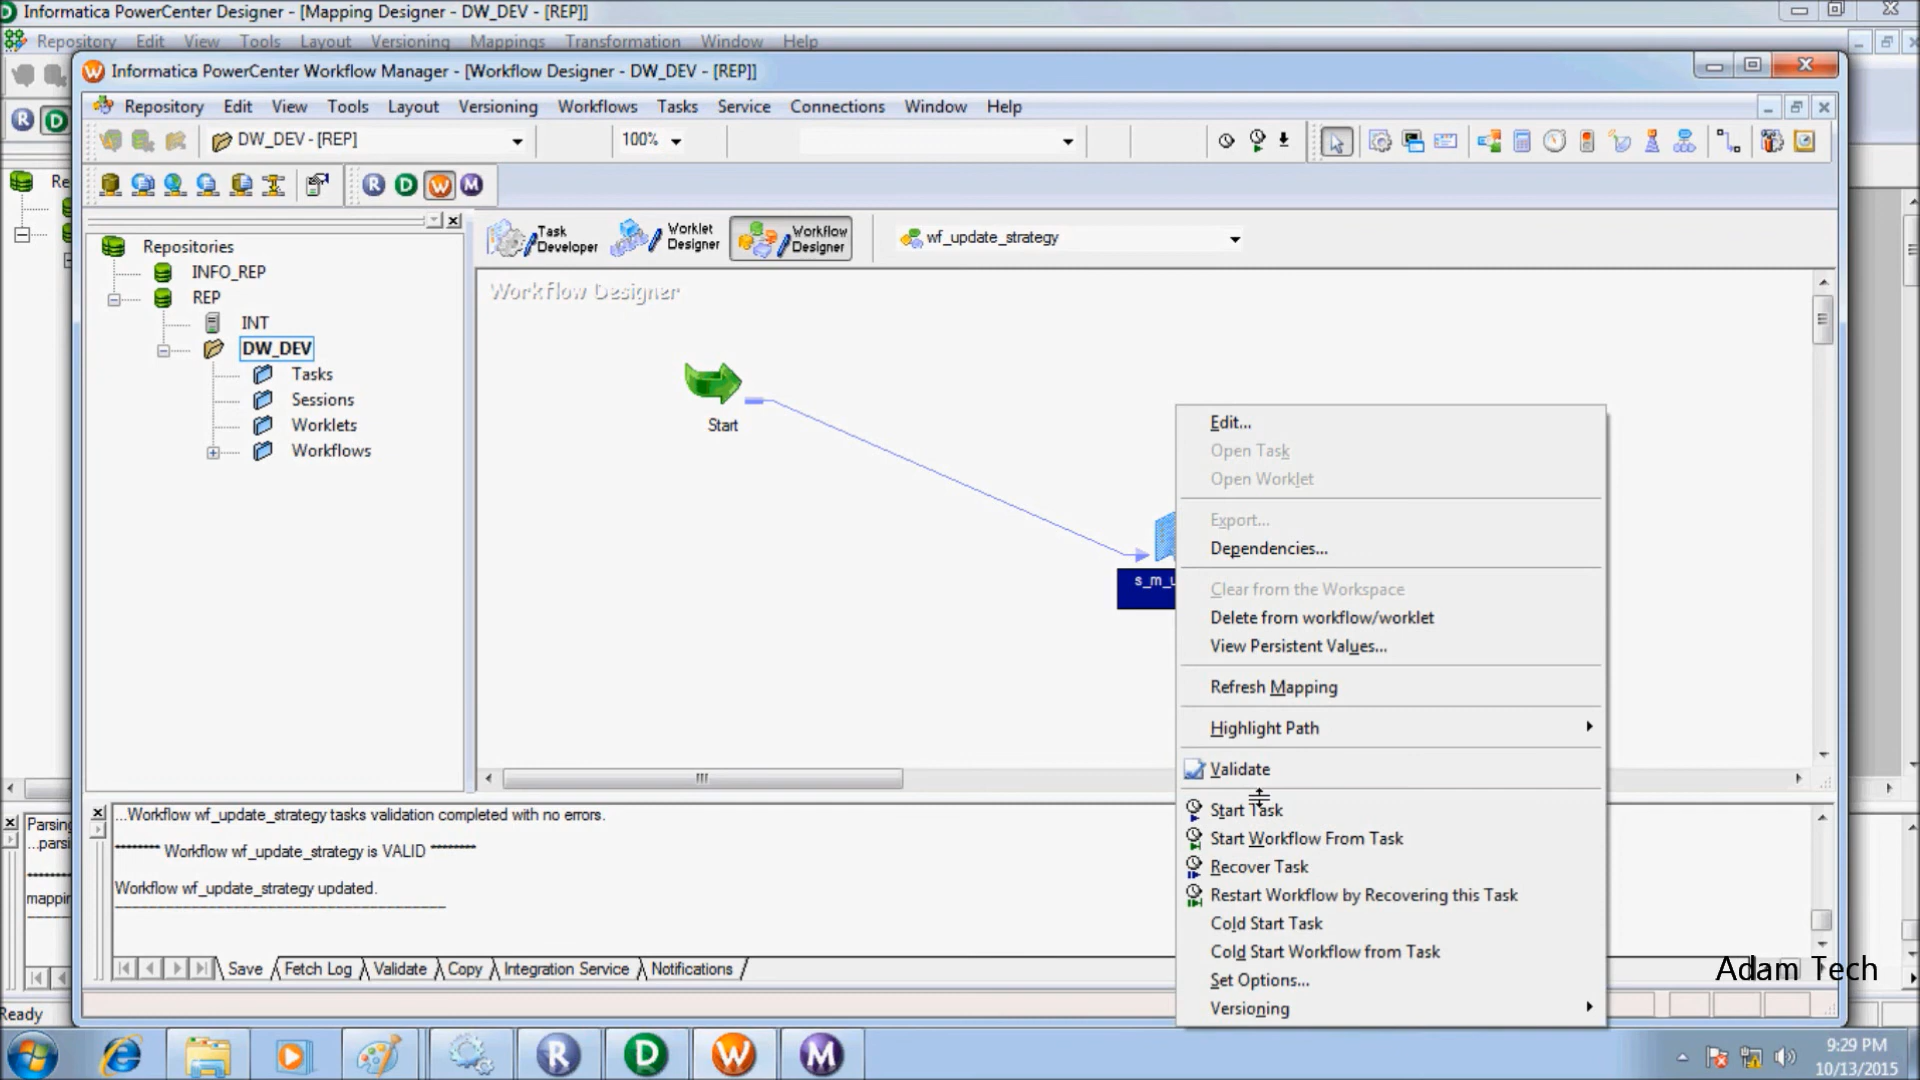 Informatica PowerCenter Designer - [Mapping Designer - DW_DEV - [REP]]
Repository Edit View Tools Layout Versioning Mappings Transformation Window Help
Informatica PowerCenter Workflow Manager - [Workflow Designer - DW_DEV - [REP]]
Repository Edit View Tools Layout Versioning Workflows Tasks Service Connections Window Help
DW_DEV - [REP]
100%
R D W M
R D
Re
Task Developer
Worklet Designer
Workflow Designer
wf_update_strategy
Repositories
INFO_REP
REP
INT
DW_DEV
Tasks
Sessions
Worklets
Workflows
Workflow Designer
Start
s_m_u
Edit...
Open Task
Open Worklet
Export...
Dependencies...
Clear from the Workspace
Delete from workflow/worklet
View Persistent Values...
Refresh Mapping
Highlight Path
Validate
Start Task
Start Workflow From Task
Recover Task
Restart Workflow by Recovering this Task
Cold Start Task
Cold Start Workflow from Task
Set Options...
Versioning
...Workflow wf_update_strategy tasks validation completed with no errors.
******** Workflow wf_update_strategy is VALID ********
Workflow wf_update_strategy updated.
Save Fetch Log Validate Copy Integration Service Notifications
Parsing
...parsi
mappin
Ready
Adam Tech
R D W M
9:29 PM
10/13/2015